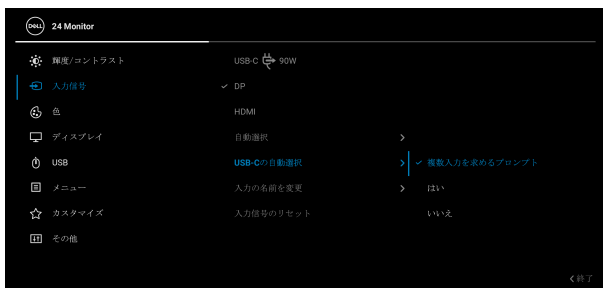 DELL 24 Monitor
輝度/コントラスト
USB-C 90W
入力信号
DP
色
HDMI
ディスプレイ
自動選択
USB
USB-Cの自動選択
複数入力を求めるプロンプト
メニュー
入力の名前を変更
はい
カスタマイズ
入力信号のリセット
いいえ
その他
終了